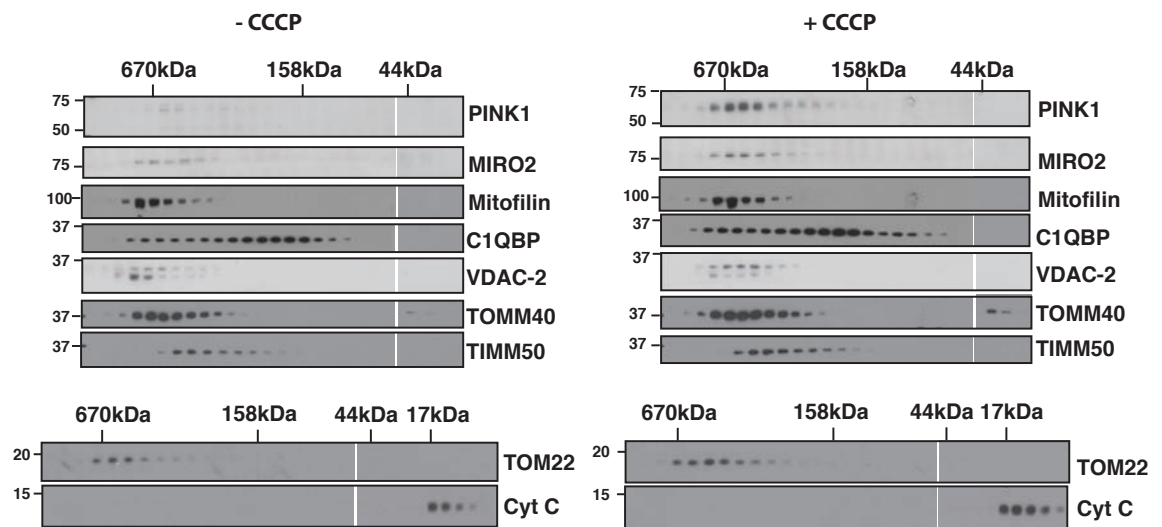 - CCCP
670kDa 158kDa 44kDa
75
50
PINK1
75
MIRO2
100
Mitofilin
37
C1QBP
37
VDAC-2
37
TOMM40
37
TIMM50
670kDa 158kDa 44kDa 17kDa
20
TOM22
15
Cyt C
+ CCCP
670kDa 158kDa 44kDa
75
50
PINK1
75
MIRO2
100
Mitofilin
37
C1QBP
37
VDAC-2
37
TOMM40
37
TIMM50
670kDa 158kDa 44kDa 17kDa
20
TOM22
15
Cyt C